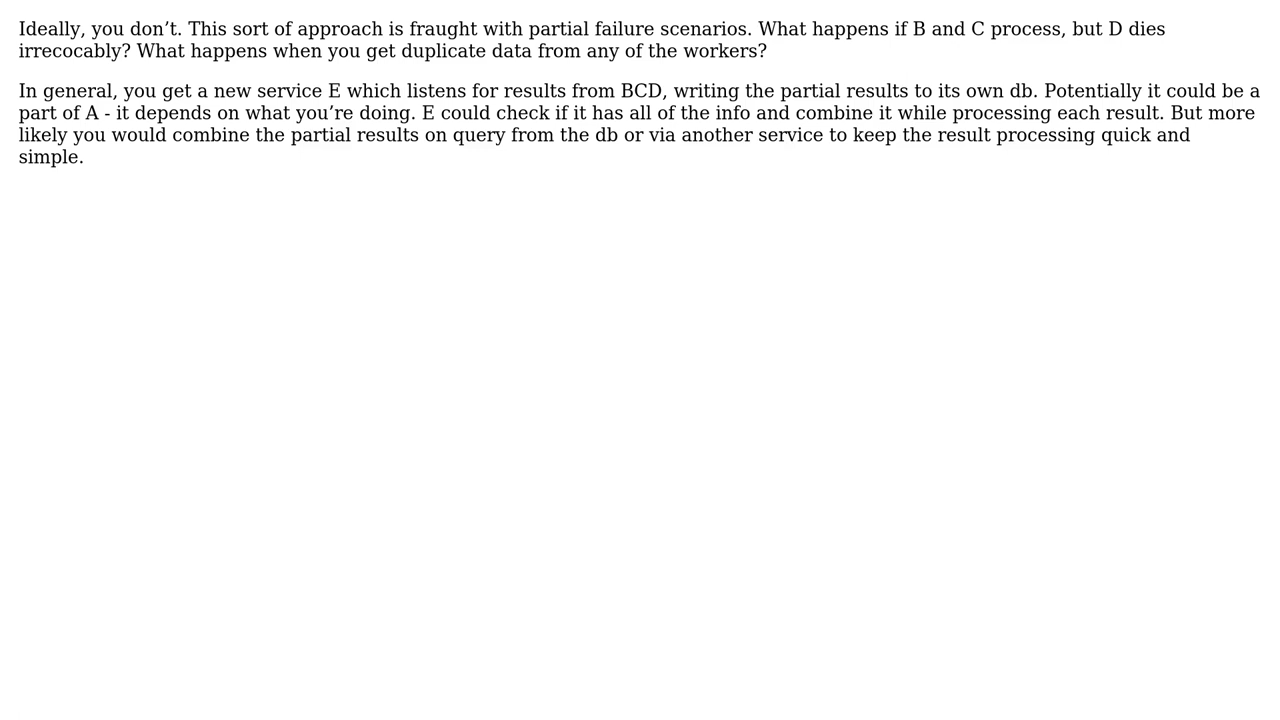 Ideally, you don’t. This sort of approach is fraught with partial failure scenarios. What happens if B and C process, but D dies
irrecocably? What happens when you get duplicate data from any of the workers?
In general, you get a new service E which listens for results from BCD, writing the partial results to its own db. Potentially it could be a
part of A - it depends on what you’re doing. E could check if it has all of the info and combine it while processing each result. But more
likely you would combine the partial results on query from the db or via another service to keep the result processing quick and
simple.